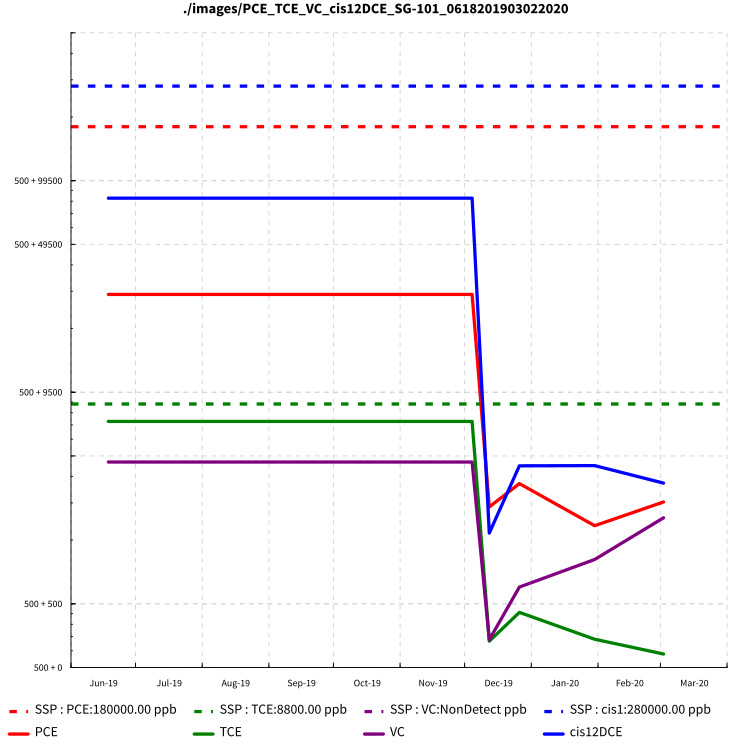 ./images/PCE_TCE_VC_cis12DCE_SG-101_0618201903022020
500 + 99500
500 + 49500
500 + 9500
500 + 500
500 + 0
Jun-19 Jul-19 Aug-19 Sep-19 Oct-19 Nov-19 Dec-19 Jan-20 Feb-20 Mar-20
SSP : PCE:180000.00 ppb SSP : TCE:8800.00 ppb SSP : VC:NonDetect ppb SSP : cis1:280000.00 ppb
PCE TCE VC cis12DCE